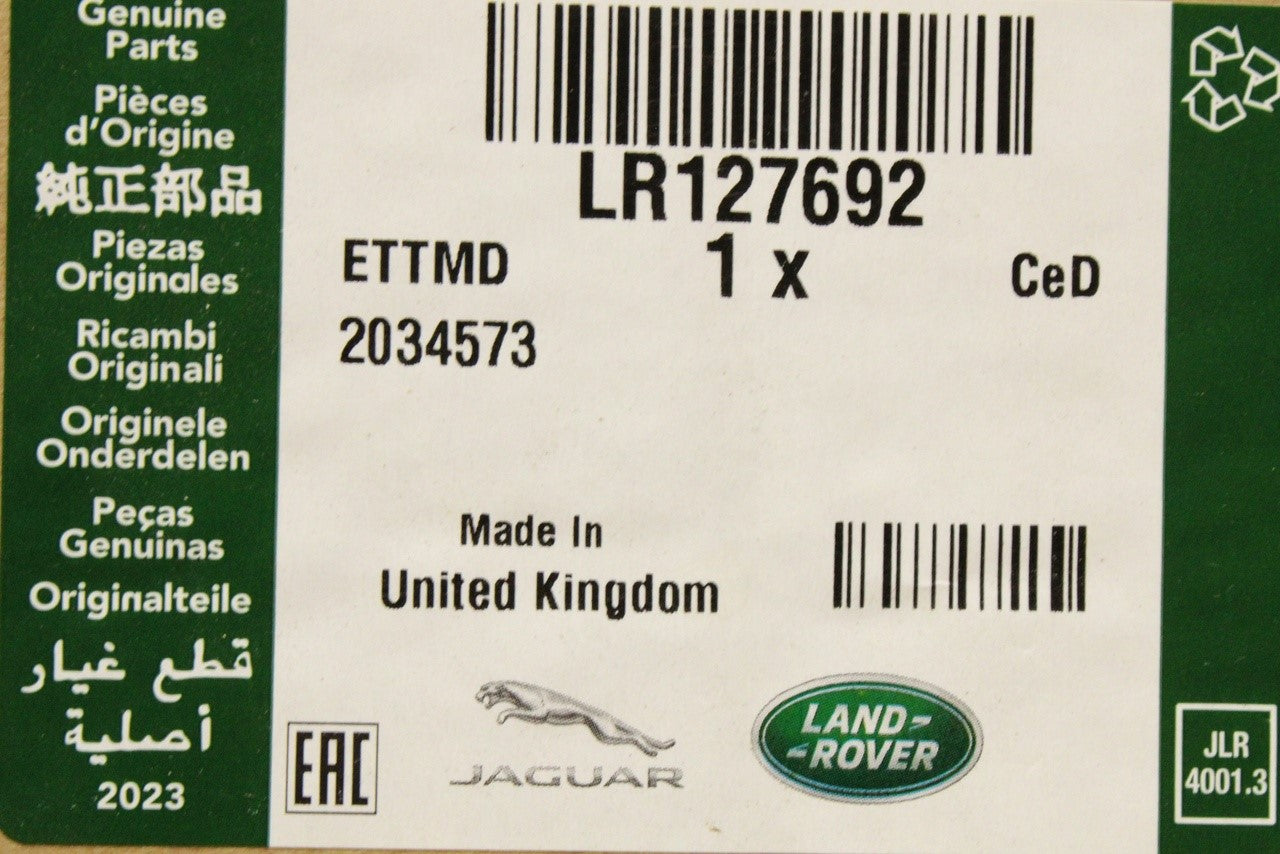 Genuine
Parts
Pièces
d'Origine
純正部品
Piezas
Originales
Ricambi
Originali
Originele
Onderdelen
Peças
Genuinas
Originalteile
قطع غيار
أصلية
2023
LR127692
ETTMD
1 x
CeD
2034573
Made In
United Kingdom
EAC
JAGUAR
LAND-
-ROVER
JLR
4001.3